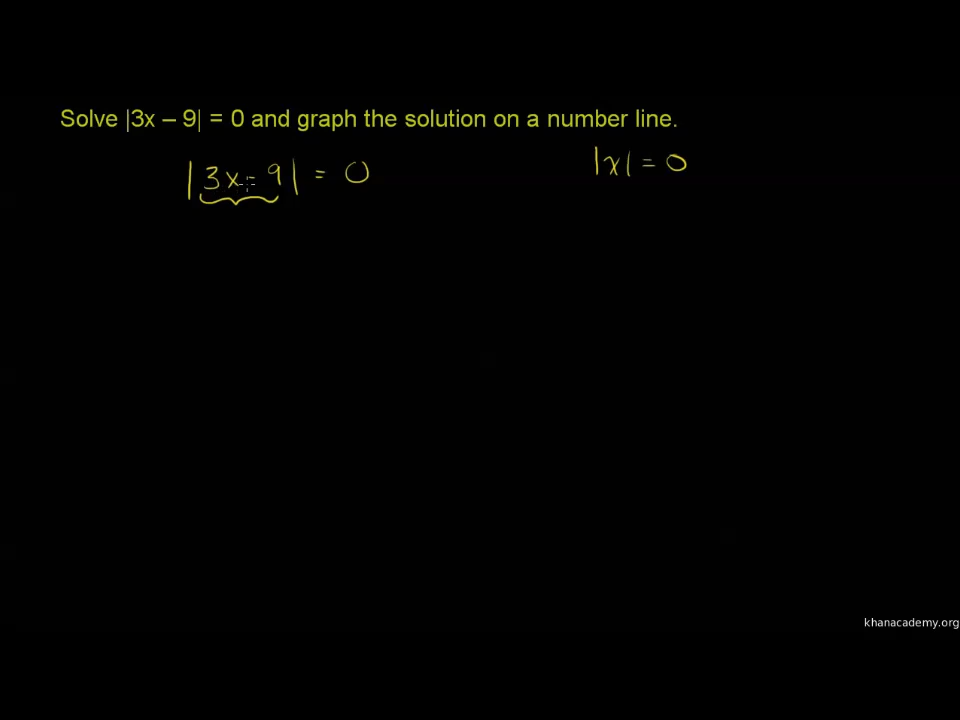 Solve |3x – 9| = 0 and graph the solution on a number line.
|3x - 9| = 0
|x| = 0
khanacademy.org